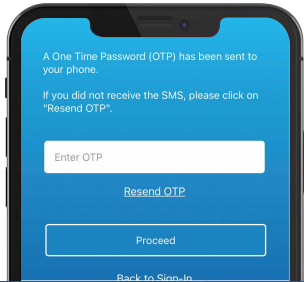 A One Time Password (OTP) has been sent to
your phone.
If you did not receive the SMS, please click on
"Resend OTP".
Enter OTP
Resend OTP
Proceed
Back to Sign-In